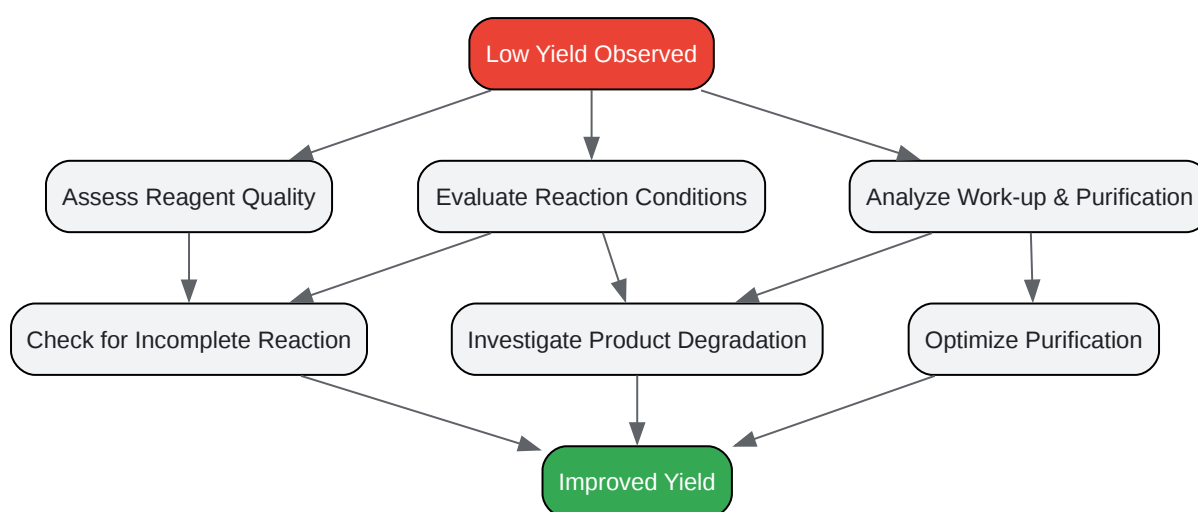 Low Yield Observed
Assess Reagent Quality
Evaluate Reaction Conditions
Analyze Work-up & Purification
Check for Incomplete Reaction
Investigate Product Degradation
Optimize Purification
Improved Yield